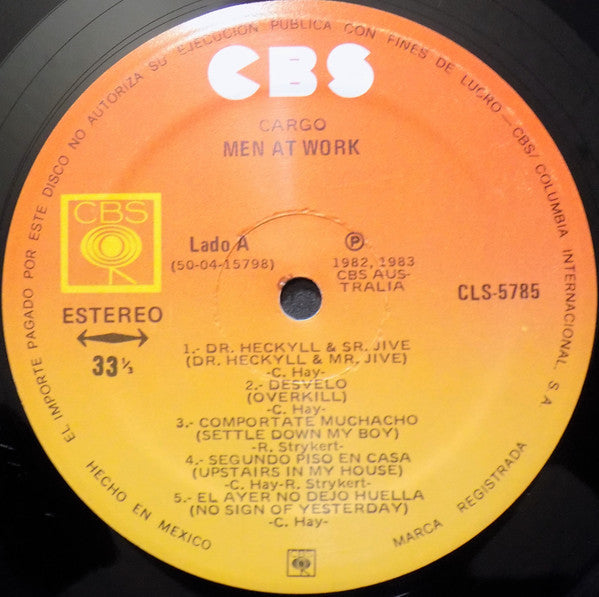 EL IMPORTE PAGADO POR ESTE DISCO NO AUTORIZA SU EJECUCION PUBLICA CON FINES DE LUCRO — CBS/ COLUMBIA INTERNACIONAL, S.A.
CBS
CARGO
MEN AT WORK
CBS
Lado A
(50-04-15798)
Ⓟ
1982, 1983
CBS AUS-
TRALIA
CLS-5785
ESTEREO
33⅓
1.- DR. HECKYLL & SR. JIVE
(DR. HECKYLL & MR. JIVE)
-C. Hay-
2.- DESVELO
(OVERKILL)
-C. Hay-
3.- COMPORTATE MUCHACHO
(SETTLE DOWN MY BOY)
-R. Strykert-
4.- SEGUNDO PISO EN CASA
(UPSTAIRS IN MY HOUSE)
-C. Hay-R. Strykert-
5.- EL AYER NO DEJO HUELLA
(NO SIGN OF YESTERDAY)
-C. Hay-
HECHO EN MEXICO
MARCA REGISTRADA